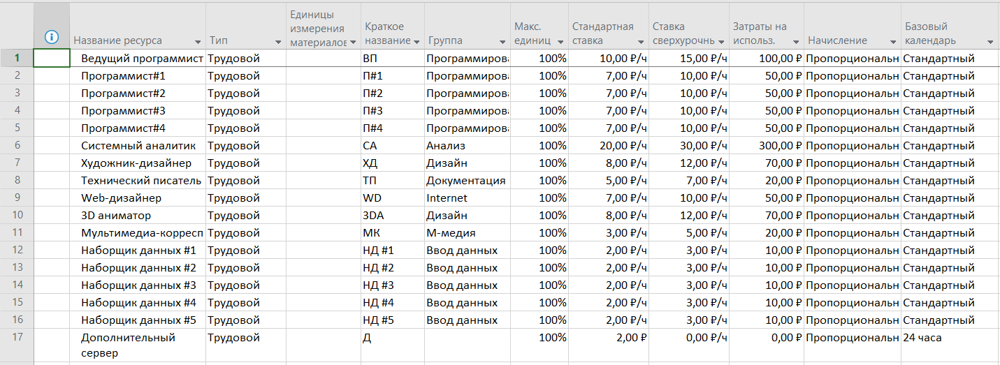 Название ресурса Тип Единицы измерения материалов Краткое название Группа Макс. единиц Стандартная ставка Ставка сверхурочнь Затраты на использ. Начисление Базовый календарь
1 Ведущий программист Трудовой ВП Программирова 100% 10,00 ₽/ч 15,00 ₽/ч 100,00 ₽ Пропорциональн Стандартный
2 Программист#1 Трудовой П#1 Программирова 100% 7,00 ₽/ч 10,00 ₽/ч 50,00 ₽ Пропорциональн Стандартный
3 Программист#2 Трудовой П#2 Программирова 100% 7,00 ₽/ч 10,00 ₽/ч 50,00 ₽ Пропорциональн Стандартный
4 Программист#3 Трудовой П#3 Программирова 100% 7,00 ₽/ч 10,00 ₽/ч 50,00 ₽ Пропорциональн Стандартный
5 Программист#4 Трудовой П#4 Программирова 100% 7,00 ₽/ч 10,00 ₽/ч 50,00 ₽ Пропорциональн Стандартный
6 Системный аналитик Трудовой СА Анализ 100% 20,00 ₽/ч 30,00 ₽/ч 300,00 ₽ Пропорциональн Стандартный
7 Художник-дизайнер Трудовой ХД Дизайн 100% 8,00 ₽/ч 12,00 ₽/ч 70,00 ₽ Пропорциональн Стандартный
8 Технический писатель Трудовой ТП Документация 100% 5,00 ₽/ч 7,00 ₽/ч 20,00 ₽ Пропорциональн Стандартный
9 Web-дизайнер Трудовой WD Internet 100% 7,00 ₽/ч 10,00 ₽/ч 50,00 ₽ Пропорциональн Стандартный
10 3D аниматор Трудовой 3DA Дизайн 100% 8,00 ₽/ч 12,00 ₽/ч 70,00 ₽ Пропорциональн Стандартный
11 Мультимедиа-корресп Трудовой МК М-медия 100% 3,00 ₽/ч 5,00 ₽/ч 20,00 ₽ Пропорциональн Стандартный
12 Наборщик данных #1 Трудовой НД #1 Ввод данных 100% 2,00 ₽/ч 3,00 ₽/ч 10,00 ₽ Пропорциональн Стандартный
13 Наборщик данных #2 Трудовой НД #2 Ввод данных 100% 2,00 ₽/ч 3,00 ₽/ч 10,00 ₽ Пропорциональн Стандартный
14 Наборщик данных #3 Трудовой НД #3 Ввод данных 100% 2,00 ₽/ч 3,00 ₽/ч 10,00 ₽ Пропорциональн Стандартный
15 Наборщик данных #4 Трудовой НД #4 Ввод данных 100% 2,00 ₽/ч 3,00 ₽/ч 10,00 ₽ Пропорциональн Стандартный
16 Наборщик данных #5 Трудовой НД #5 Ввод данных 100% 2,00 ₽/ч 3,00 ₽/ч 10,00 ₽ Пропорциональн Стандартный
17 Дополнительный Трудовой Д 100% 2,00 ₽ 0,00 ₽/ч 0,00 ₽ Пропорциональн 24 часа
сервер